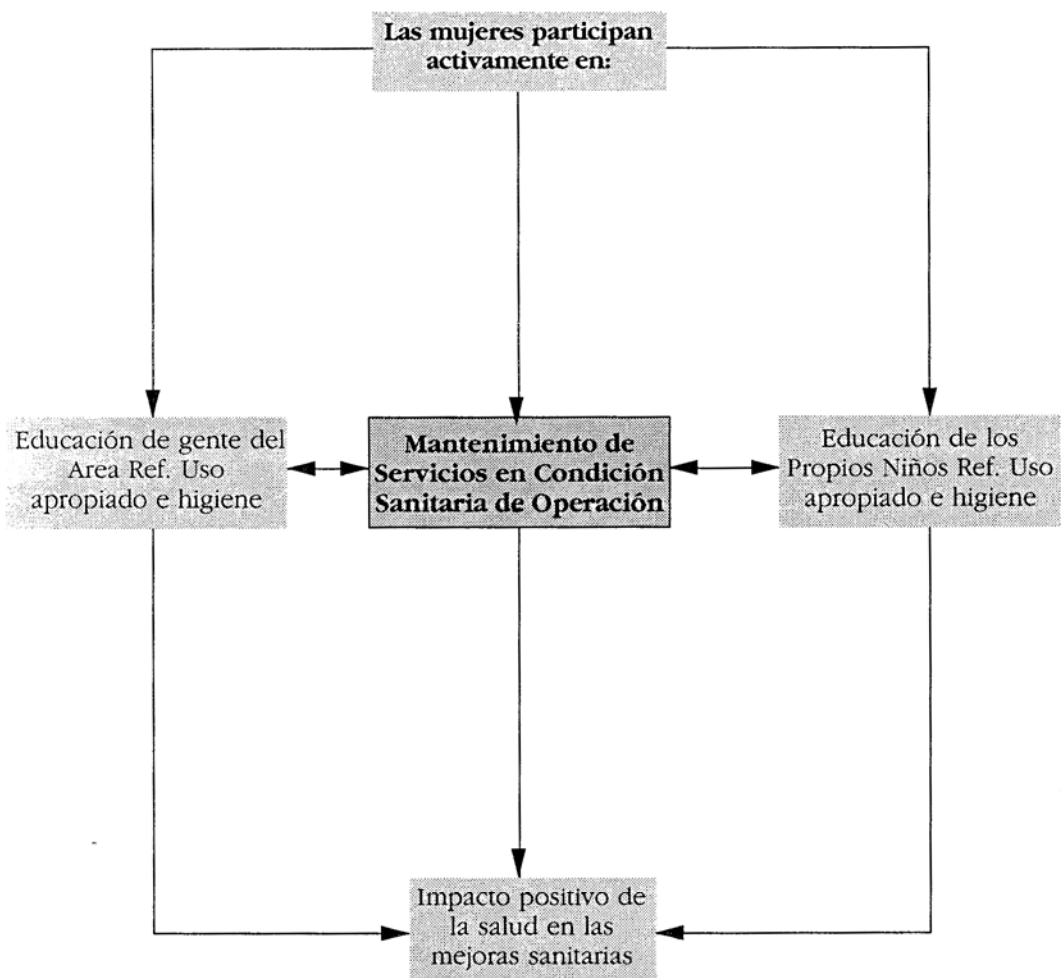 Las mujeres participan
activamente en:
Educación de gente del
Area Ref. Uso
apropiado e higiene
Mantenimiento de
Servicios en Condición
Sanitaria de Operación
Educación de los
Propios Niños Ref. Uso
apropiado e higiene
Impacto positivo de
la salud en las
mejoras sanitarias